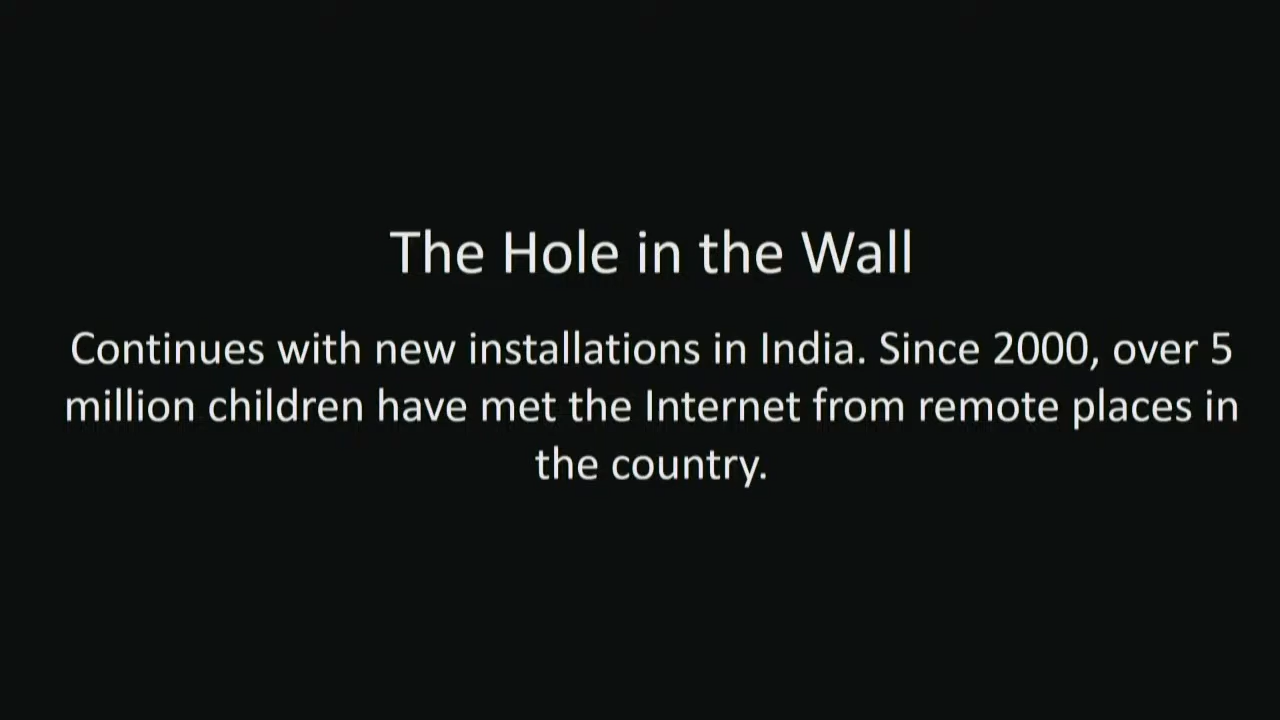 The Hole in the Wall
Continues with new installations in India. Since 2000, over 5
million children have met the Internet from remote places in
the country.